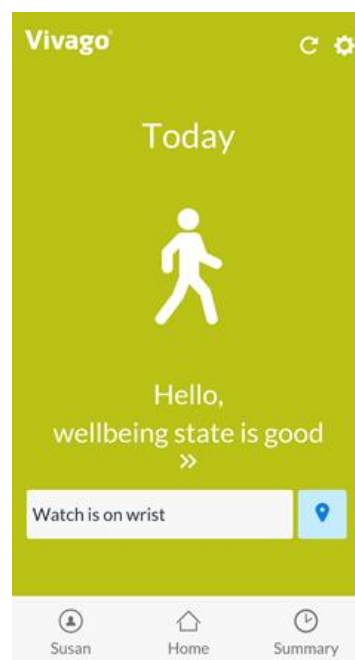 Vivago®
Today
Hello,
wellbeing state is good
»
Watch is on wrist
Susan
Home
Summary